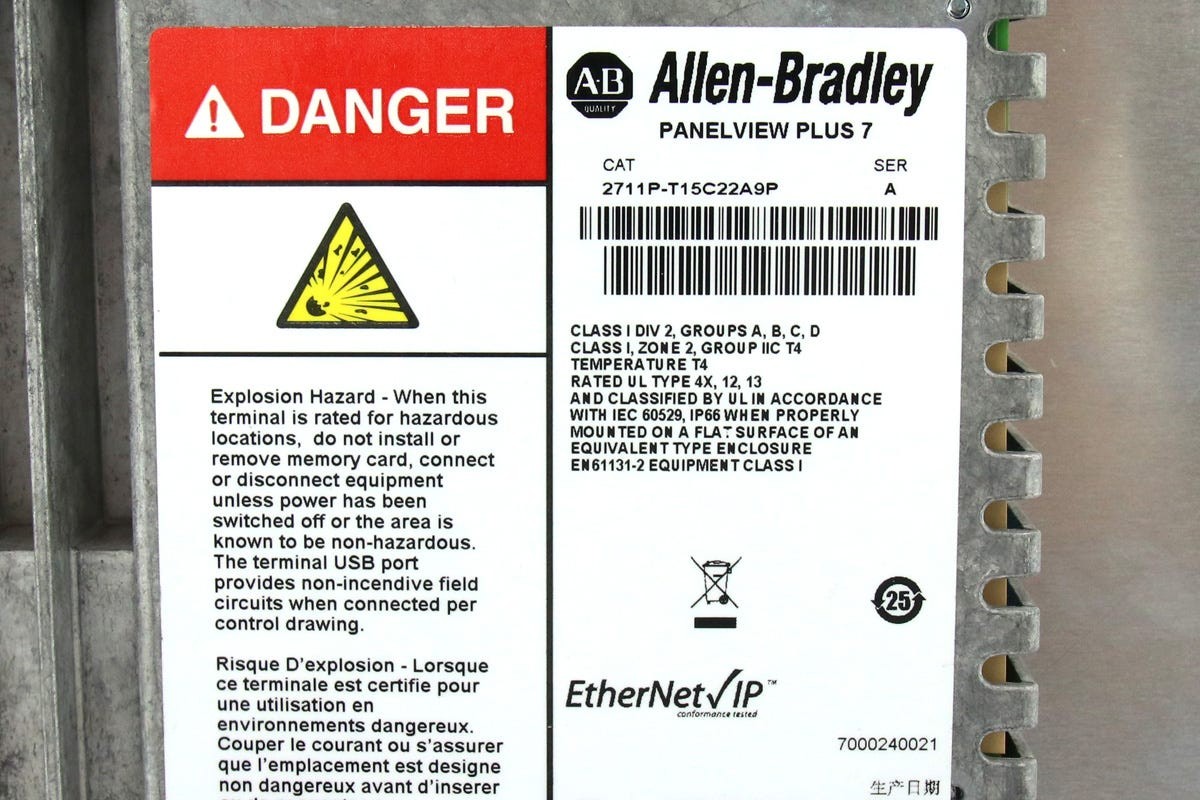 DANGER
Explosion Hazard - When this
terminal is rated for hazardous
locations, do not install or
remove memory card, connect
or disconnect equipment
unless power has been
switched off or the area is
known to be non-hazardous.
The terminal USB port
provides non-incendive field
circuits when connected per
control drawing.
Risque D'explosion - Lorsque
ce terminale est certifie pour
une utilisation en
environnements dangereux.
Couper le courant ou s'assurer
que l'emplacement est designe
non dangereux avant d'inserer
A·B
QUALITY
Allen-Bradley
PANELVIEW PLUS 7
CAT SER
2711P-T15C22A9P A
CLASS I DIV 2, GROUPS A, B, C, D
CLASS I, ZONE 2, GROUP IIC T4
TEMPERATURE T4
RATED UL TYPE 4X, 12, 13
AND CLASSIFIED BY UL IN ACCORDANCE
WITH IEC 60529, IP66 WHEN PROPERLY
MOUNTED ON A FLAT SURFACE OF AN
EQUIVALENT TYPE ENCLOSURE
EN61131-2 EQUIPMENT CLASS I
25
EtherNet/IP™
conformance tested
7000240021
生产日期